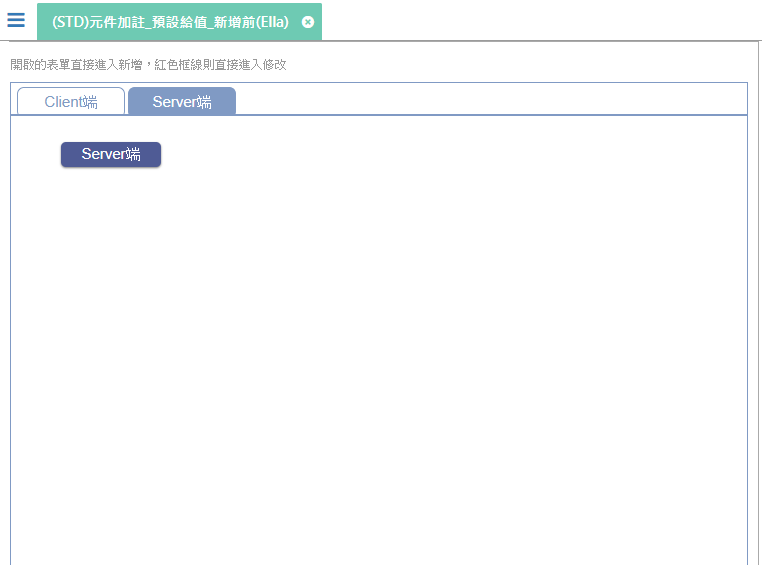 (STD)元件加註_預設給值_新增前(Ella)
開啟的表單直接進入新增，紅色框線則直接進入修改
Client端
Server端
Server端